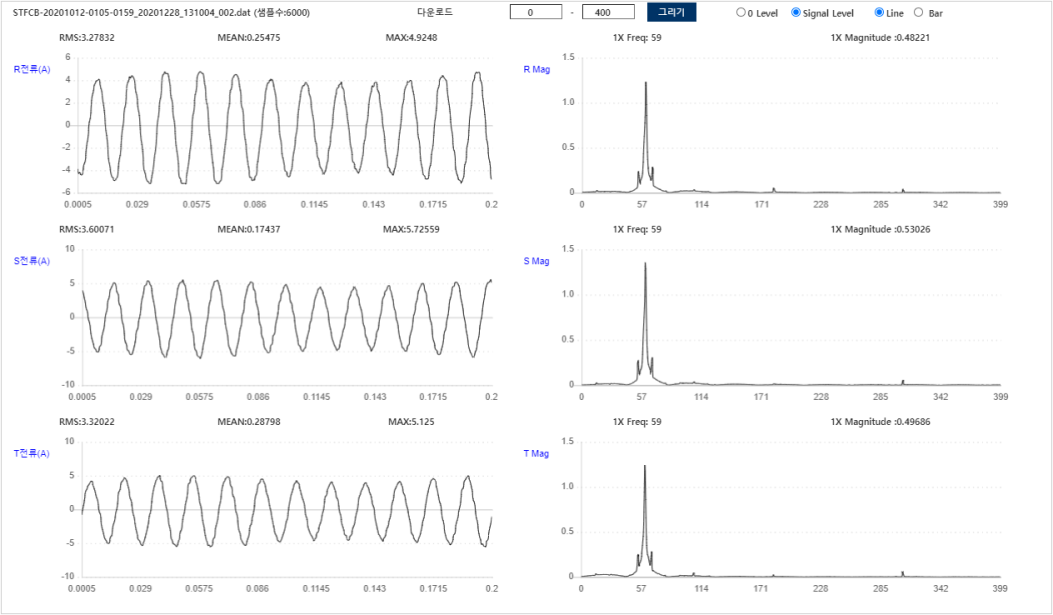 STFCB-20201012-0105-0159_20201228_131004_002.dat (샘플수:6000) 다운로드 0 - 400 그리기 0 Level Signal Level Line Bar
RMS:3.27832 MEAN:0.25475 MAX:4.9248 1X Freq: 59 1X Magnitude :0.48221
R전류(A)
6
4
2
0
-2
-4
-6
0.0005 0.029 0.0575 0.086 0.1145 0.143 0.1715 0.2
R Mag
1.5
1.0
0.5
0
0 57 114 171 228 285 342 399
RMS:3.60071 MEAN:0.17437 MAX:5.72559 1X Freq: 59 1X Magnitude :0.53026
S전류(A)
10
5
0
-5
-10
0.0005 0.029 0.0575 0.086 0.1145 0.143 0.1715 0.2
S Mag
1.5
1.0
0.5
0
0 57 114 171 228 285 342 399
RMS:3.32022 MEAN:0.28798 MAX:5.125 1X Freq: 59 1X Magnitude :0.49686
T전류(A)
10
5
0
-5
-10
0.0005 0.029 0.0575 0.086 0.1145 0.143 0.1715 0.2
T Mag
1.5
1.0
0.5
0
0 57 114 171 228 285 342 399